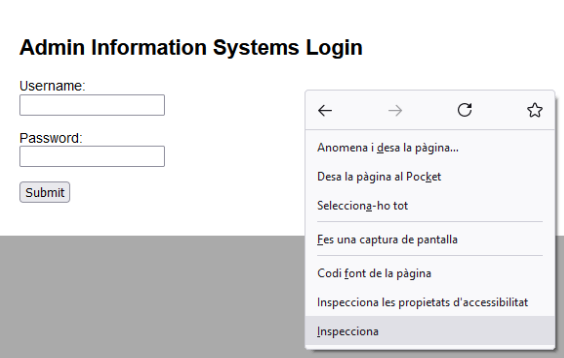 Admin Information Systems Login
Username:
Password:
Submit
Anomena i desa la pàgina...
Desa la pàgina al Pocket
Selecciona-ho tot
Fes una captura de pantalla
Codi font de la pàgina
Inspecciona les propietats d'accessibilitat
Inspecciona